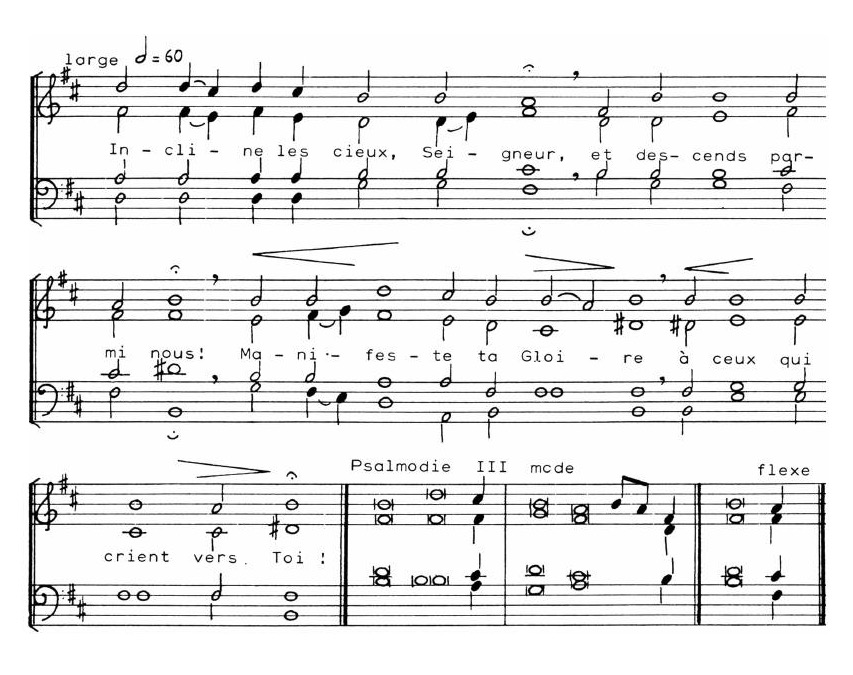 large 𝅗𝅥 = 60
In - cli - ne les cieux, Sei - gneur, et des- cends par-
mi nous! Ma - ni - fes - te ta Gloi - re à ceux qui
Psalmodie III mode flexe
crient vers Toi !